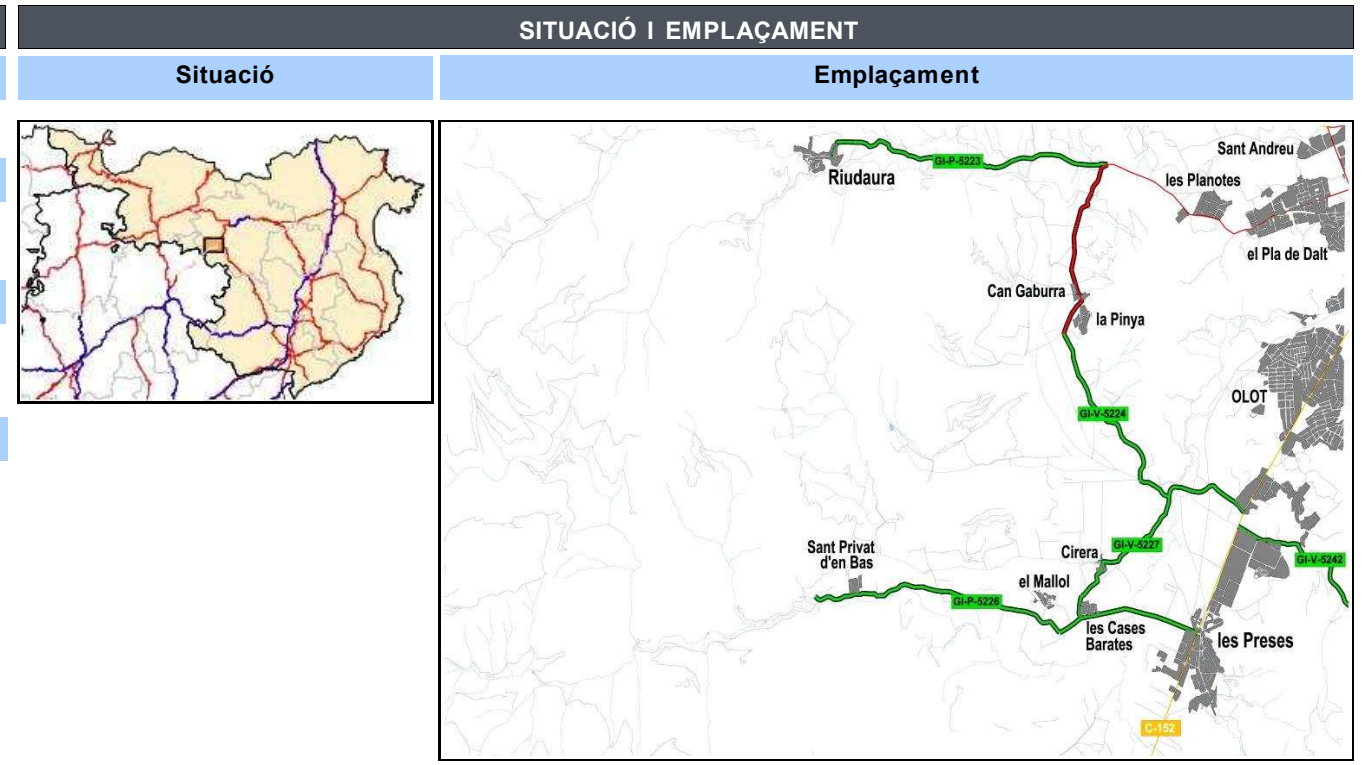 SITUACIÓ I EMPLAÇAMENT
Situació
Emplaçament
Sant Andreu
GI-P-5223
Riudaura
les Planotes
el Pla de Dalt
Can Gaburra
la Pinya
OLOT
GI-V-5224
Sant Privat
d'en Bas
Cirera
GI-V-5227
GI-V-5242
el Mallol
GI-P-5226
les Cases
Barates
les Preses
C-152